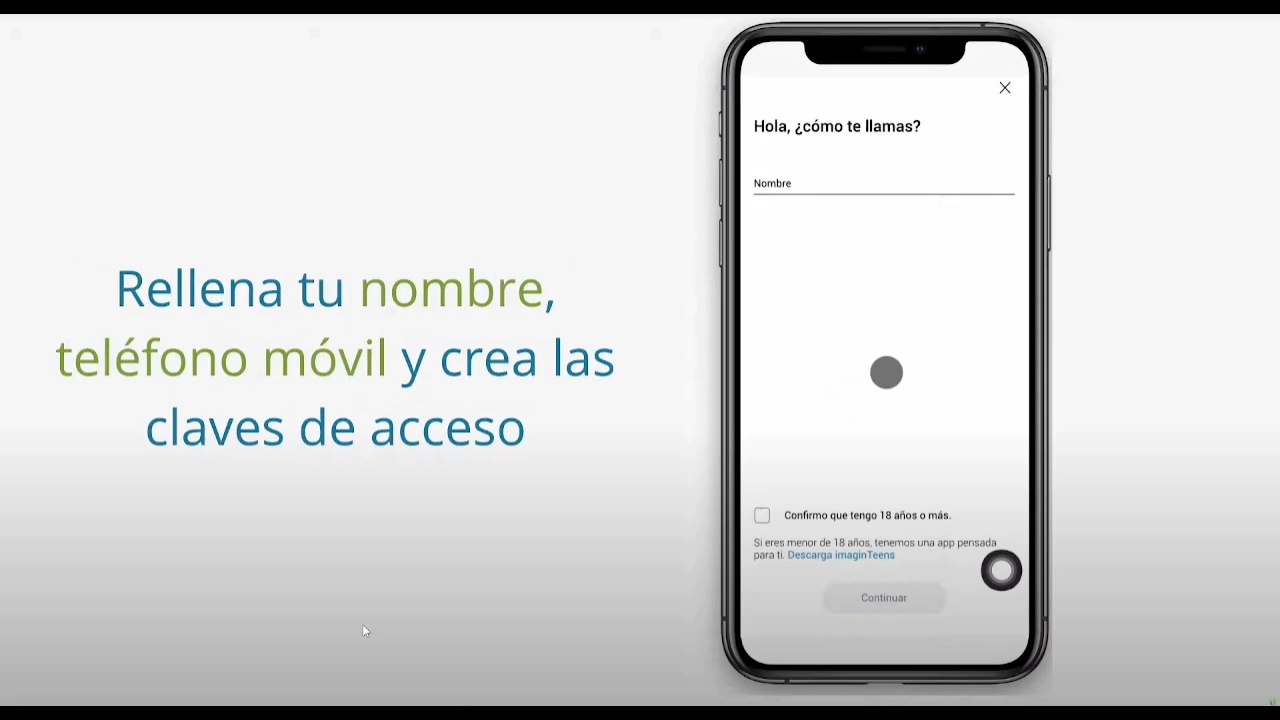 Rellena tu nombre,
teléfono móvil y crea las
claves de acceso
Hola, ¿cómo te llamas?
Nombre
Confirmo que tengo 18 años o más.
Si eres menor de 18 años, tenemos una app pensada
para ti. Descarga imaginTeens
Continuar